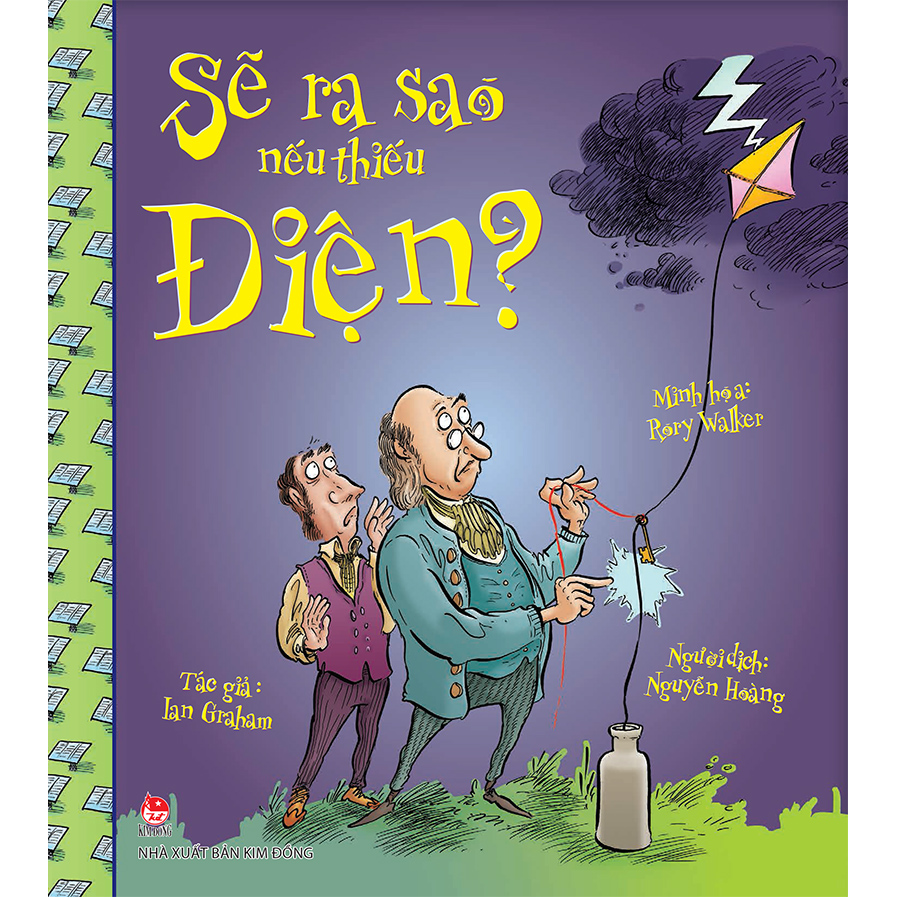 Sẽ ra sao
nếu thiếu
Điện?
Minh họa:
Rory Walker
Tác giả:
Ian Graham
Người dịch:
Nguyễn Hoàng
KIM ĐỒNG
NHÀ XUẤT BẢN KIM ĐỒNG